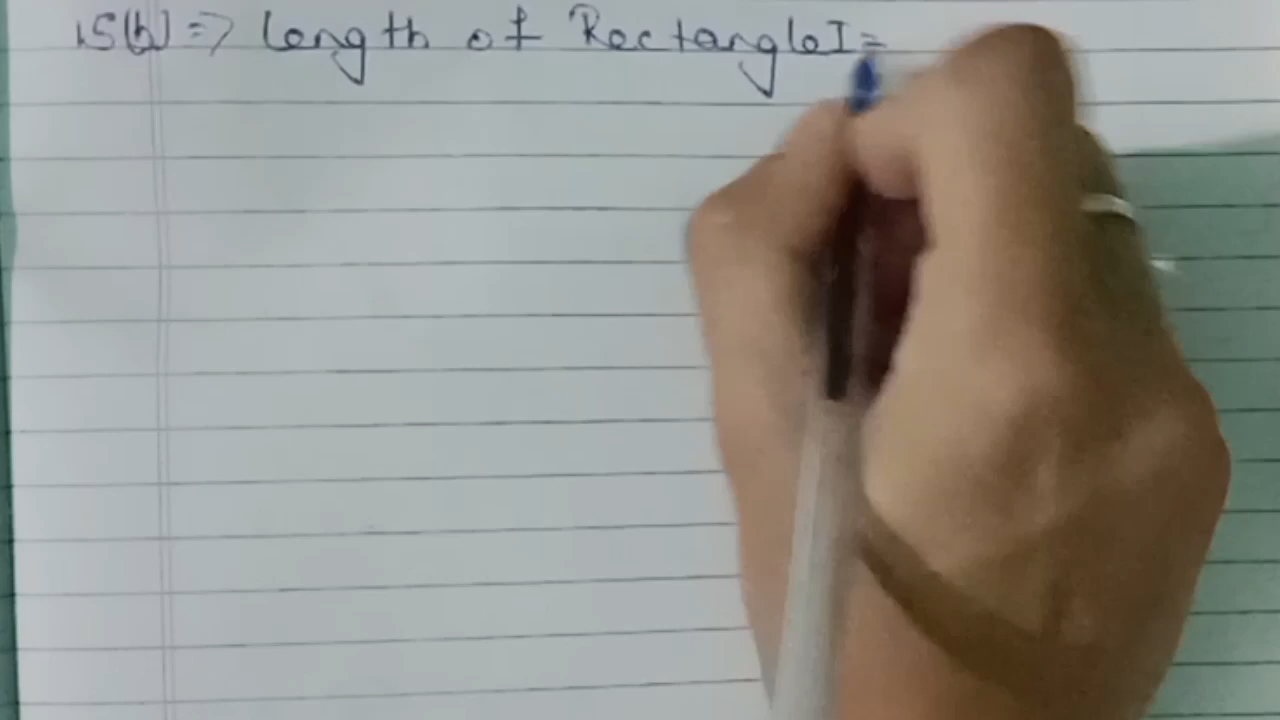 15(b) => Length of Rectangle I =